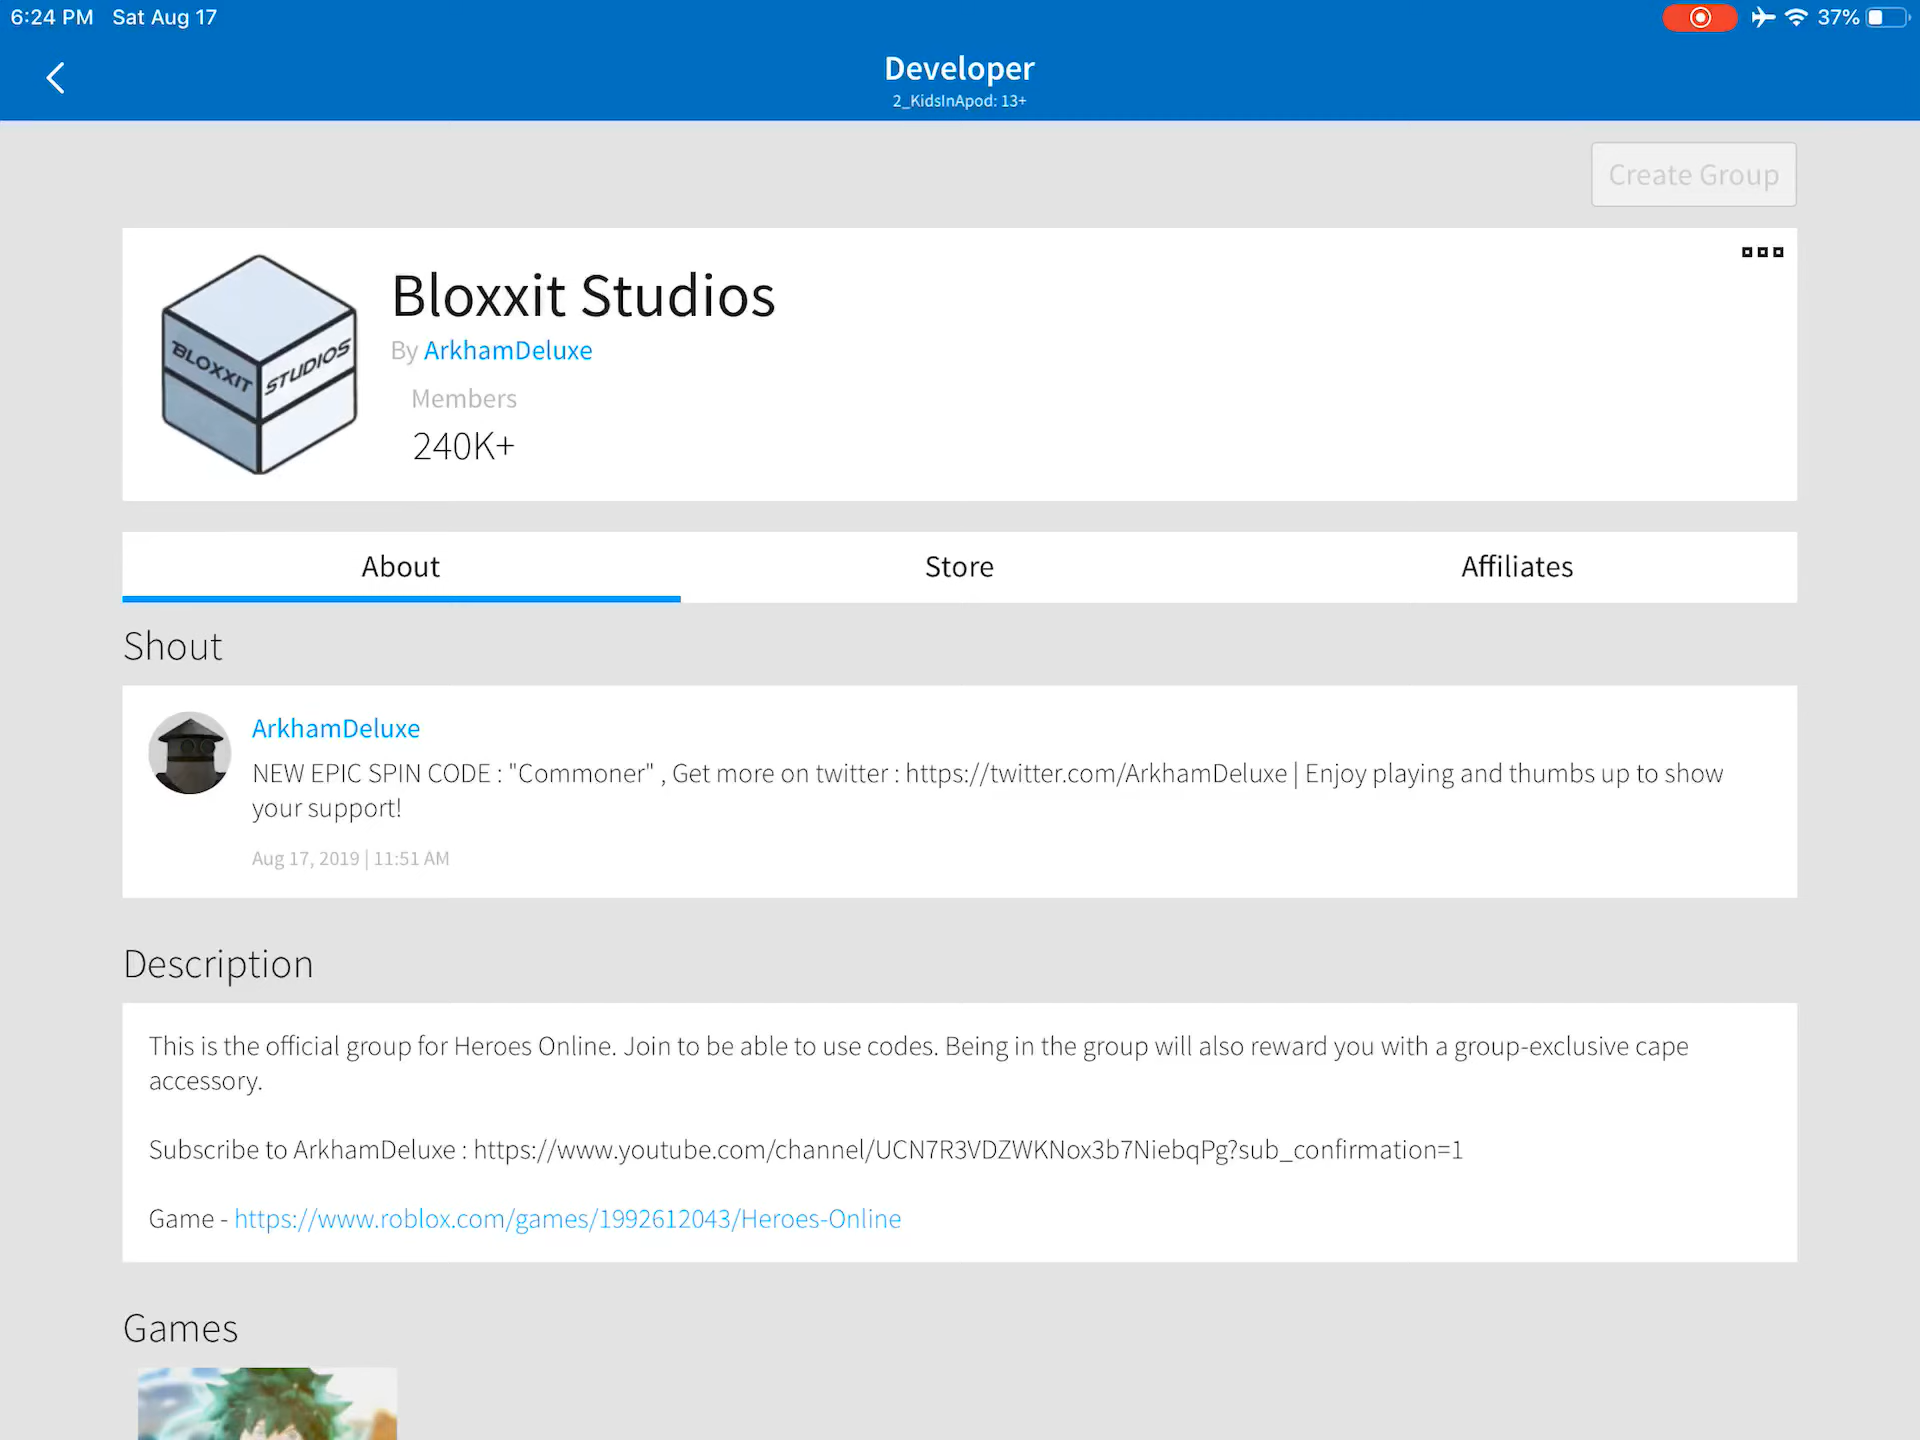 6:24 PM Sat Aug 17
37%
Developer
2_KidsInApod: 13+
Create Group
BLOXXIT STUDIOS
Bloxxit Studios
By ArkhamDeluxe
Members
240K+
About
Store
Affiliates
Shout
ArkhamDeluxe
NEW EPIC SPIN CODE : "Commoner" , Get more on twitter : https://twitter.com/ArkhamDeluxe | Enjoy playing and thumbs up to show
your support!
Aug 17, 2019 | 11:51 AM
Description
This is the official group for Heroes Online. Join to be able to use codes. Being in the group will also reward you with a group-exclusive cape
accessory.
Subscribe to ArkhamDeluxe : https://www.youtube.com/channel/UCN7R3VDZWKNox3b7NiebqPg?sub_confirmation=1
Game - https://www.roblox.com/games/1992612043/Heroes-Online
Games